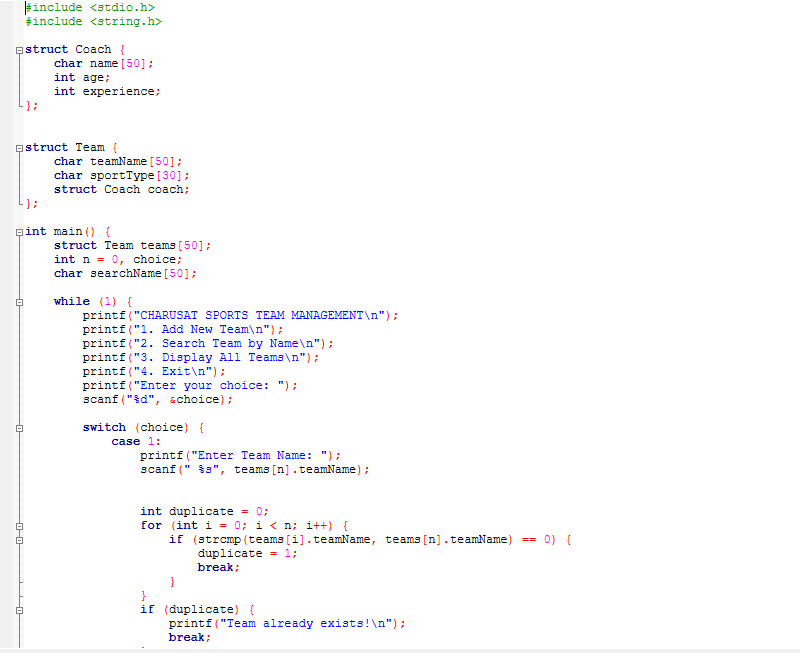 #include <stdio.h>
#include <string.h>
struct Coach {
    char name[50];
    int age;
    int experience;
};
struct Team {
    char teamName[50];
    char sportType[30];
    struct Coach coach;
};
int main() {
    struct Team teams[50];
    int n = 0, choice;
    char searchName[50];
    while (1) {
        printf("CHARUSAT SPORTS TEAM MANAGEMENT\n");
        printf("1. Add New Team\n");
        printf("2. Search Team by Name\n");
        printf("3. Display All Teams\n");
        printf("4. Exit\n");
        printf("Enter your choice: ");
        scanf("%d", &choice);
        switch (choice) {
            case 1:
                printf("Enter Team Name: ");
                scanf(" %s", teams[n].teamName);
                int duplicate = 0;
                for (int i = 0; i < n; i++) {
                    if (strcmp(teams[i].teamName, teams[n].teamName) == 0) {
                        duplicate = 1;
                        break;
                    }
                }
                if (duplicate) {
                    printf("Team already exists!\n");
                    break;